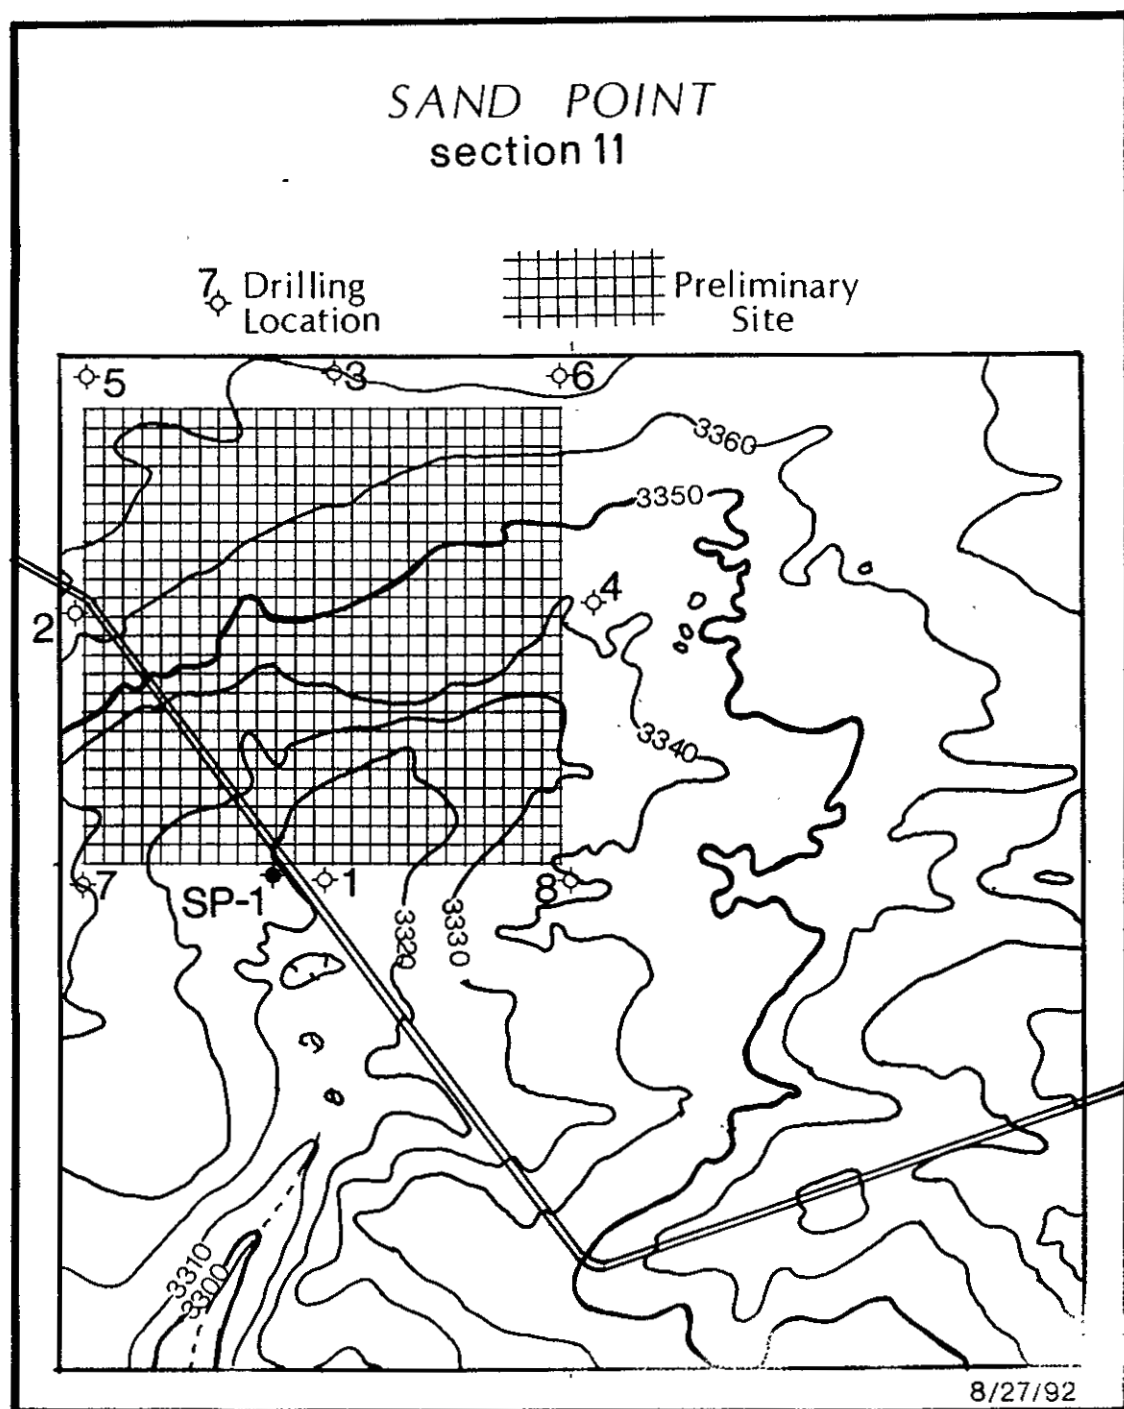 SAND POINT
section 11
7 Drilling
Location
Preliminary
Site
5
3
6
3360
3350
4
2
3340
7
SP-1
1
8
3320
3330
3310
3300
8/27/92